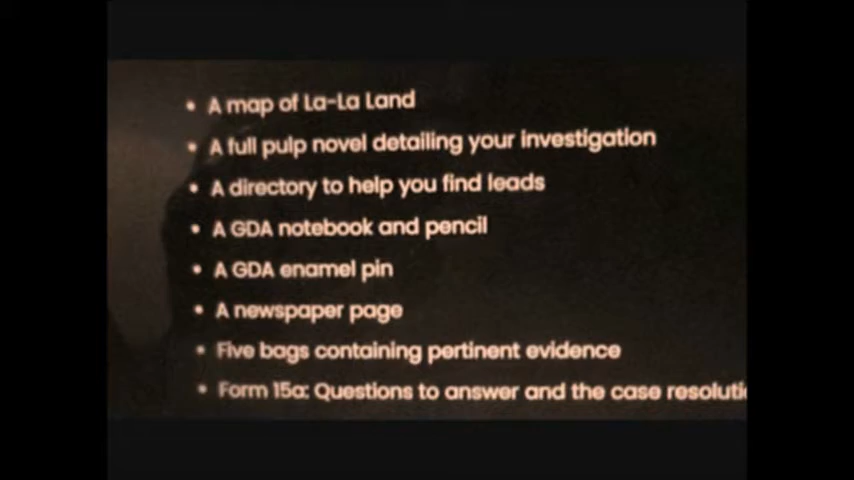 • A map of La-La Land
• A full pulp novel detailing your investigation
• A directory to help you find leads
• A GDA notebook and pencil
• A GDA enamel pin
• A newspaper page
• Five bags containing pertinent evidence
• Form 15a: Questions to answer and the case resoluti